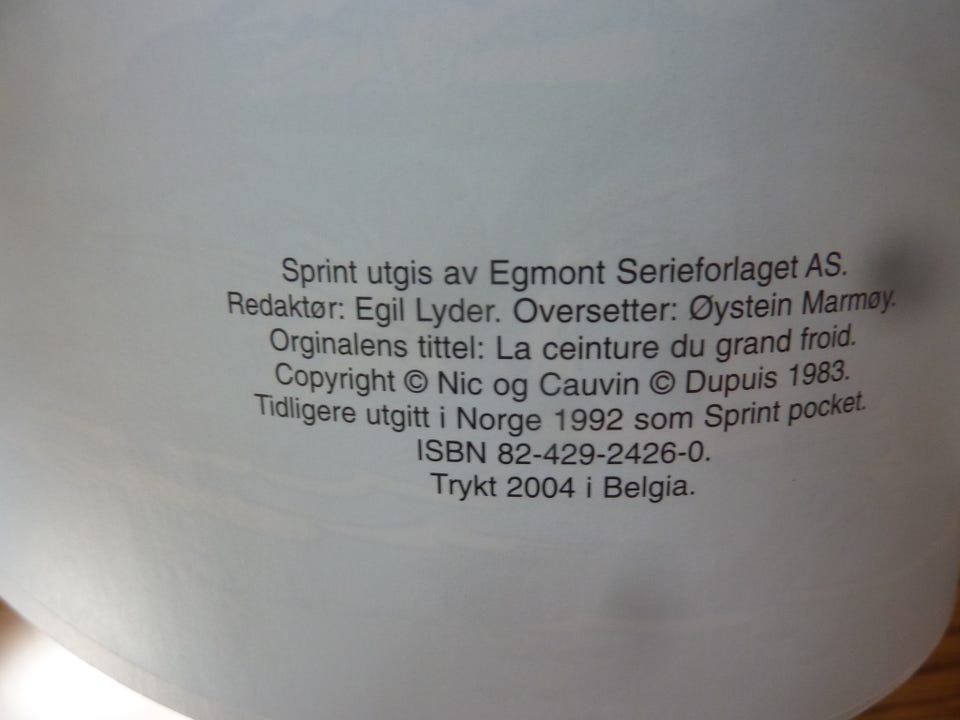 Sprint utgis av Egmont Serieforlaget AS.
Redaktør: Egil Lyder. Oversetter: Øystein Marmøy.
Orginalens tittel: La ceinture du grand froid.
Copyright © Nic og Cauvin © Dupuis 1983.
Tidligere utgitt i Norge 1992 som Sprint pocket.
ISBN 82-429-2426-0.
Trykt 2004 i Belgia.